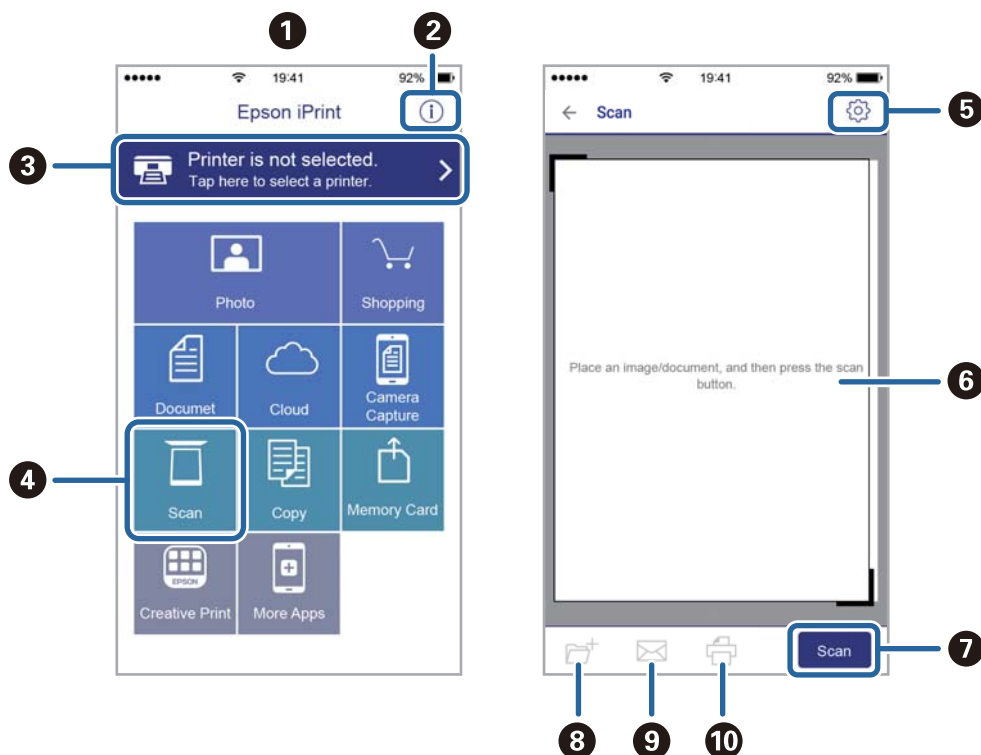 1
2
19:41
92%
Epson iPrint
i
3
Printer is not selected.
Tap here to select a printer.
Photo
Shopping
Documet
Cloud
Camera
Capture
4
Scan
Copy
Memory Card
EPSON
Creative Print
More Apps
19:41
92%
Scan
5
Place an image/document, and then press the scan
button.
6
Scan
7
8
9
10